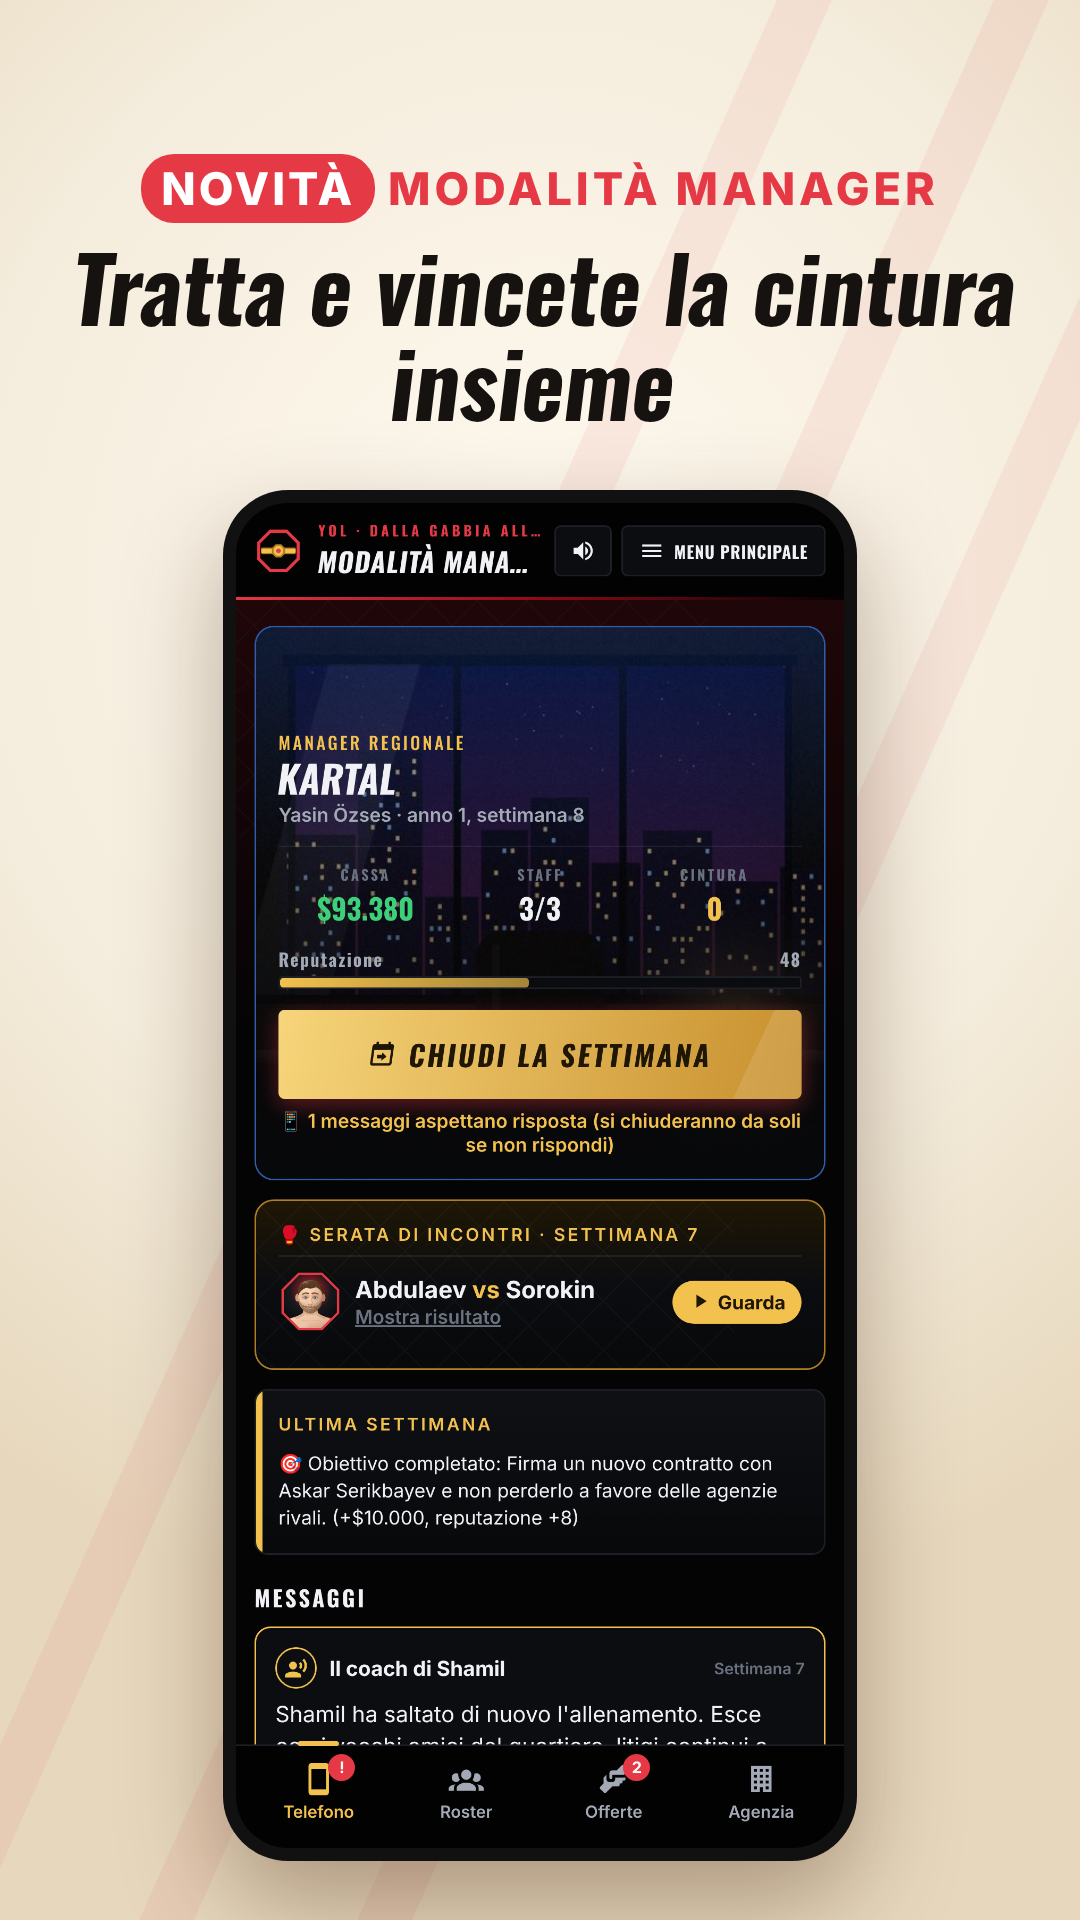 NOVITÀ MODALITÀ MANAGER
Tratta e vincete la cintura
insieme
YOL · DALLA GABBIA ALL...
MODALITÀ MANA...
MENU PRINCIPALE
MANAGER REGIONALE
KARTAL
Yasin Özses · anno 1, settimana 8
CASSA
STAFF
CINTURA
$93.380
3/3
0
Reputazione
48
CHIUDI LA SETTIMANA
1 messaggi aspettano risposta (si chiuderanno da soli
se non rispondi)
SERATA DI INCONTRI · SETTIMANA 7
Abdulaev vs Sorokin
Mostra risultato
Guarda
ULTIMA SETTIMANA
Obiettivo completato: Firma un nuovo contratto con
Askar Serikbayev e non perderlo a favore delle agenzie
rivali. (+$10.000, reputazione +8)
MESSAGGI
Il coach di Shamil
Settimana 7
Shamil ha saltato di nuovo l'allenamento. Esce
!
2
Telefono
Roster
Offerte
Agenzia